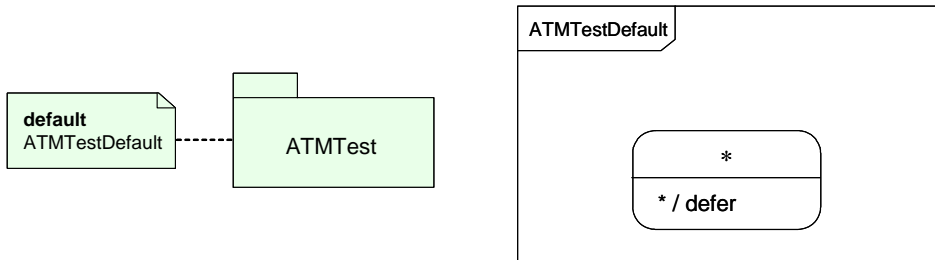 default
ATMTestDefault
ATMTest
ATMTestDefault
*
* / defer